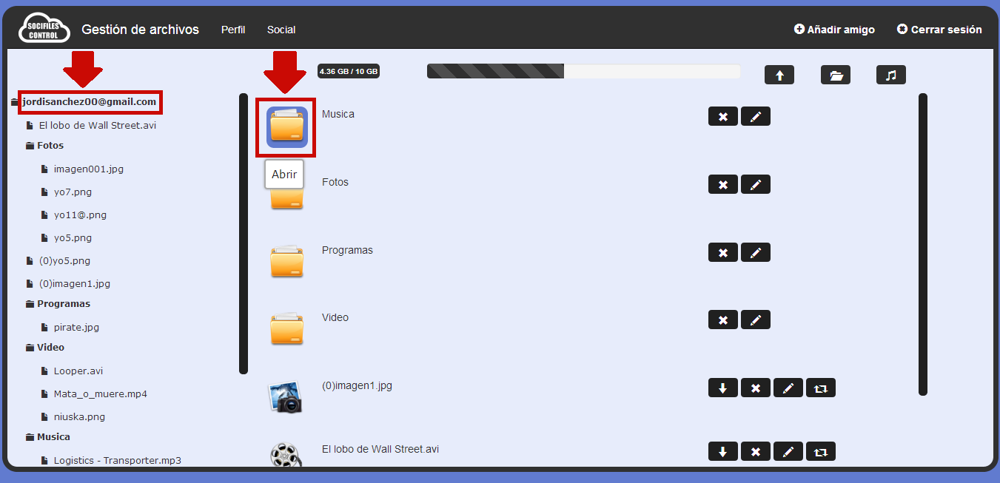 SOCIFILES
CONTROL
Gestión de archivos
Perfil
Social
Añadir amigo
Cerrar sesión
4.36 GB / 10 GB
jordisanchez00@gmail.com
El lobo de Wall Street.avi
Fotos
imagen001.jpg
yo7.png
yo11@.png
yo5.png
(0)yo5.png
(0)imagen1.jpg
Programas
pirate.jpg
Video
Looper.avi
Mata_o_muere.mp4
niuska.png
Musica
Logistics - Transporter.mp3
Musica
Abrir
Fotos
Programas
Video
(0)imagen1.jpg
El lobo de Wall Street.avi